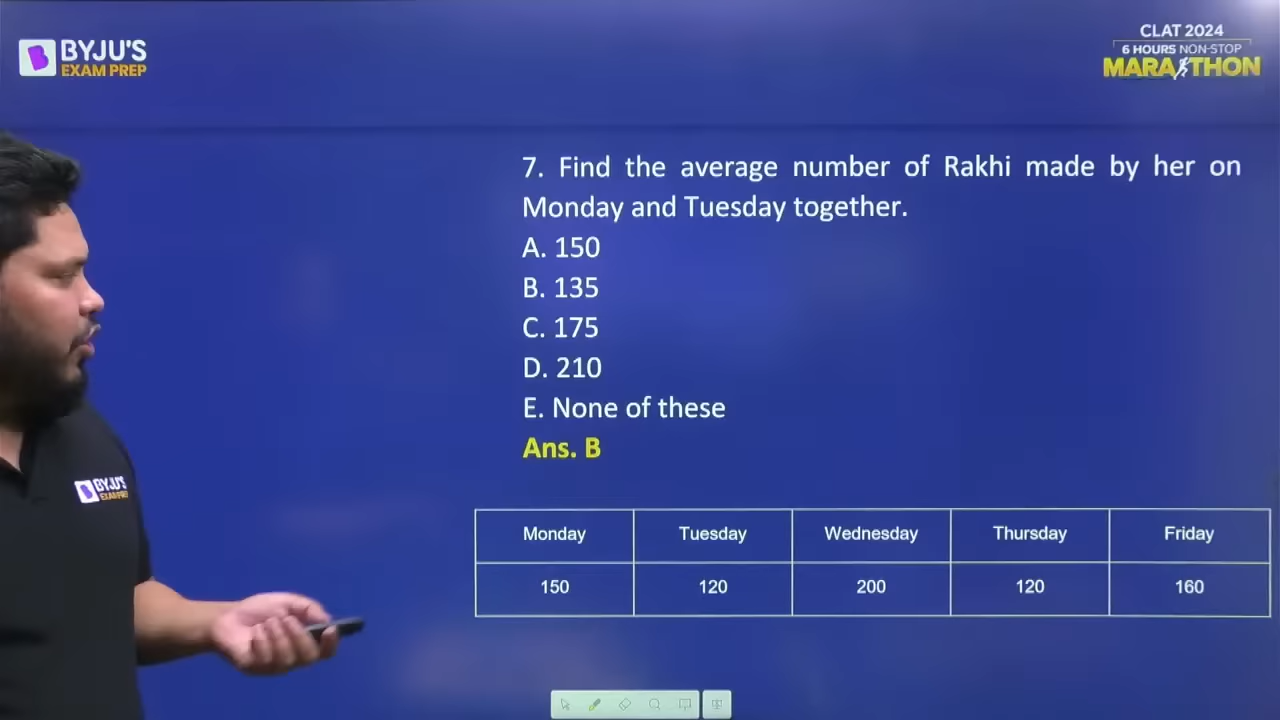 BYJU'S
EXAM PREP
CLAT 2024
6 HOURS NON-STOP
MARATHON
7. Find the average number of Rakhi made by her on
Monday and Tuesday together.
A. 150
B. 135
C. 175
D. 210
E. None of these
Ans. B
BYJU'S
EXAM PREP
Monday Tuesday Wednesday Thursday Friday
150 120 200 120 160